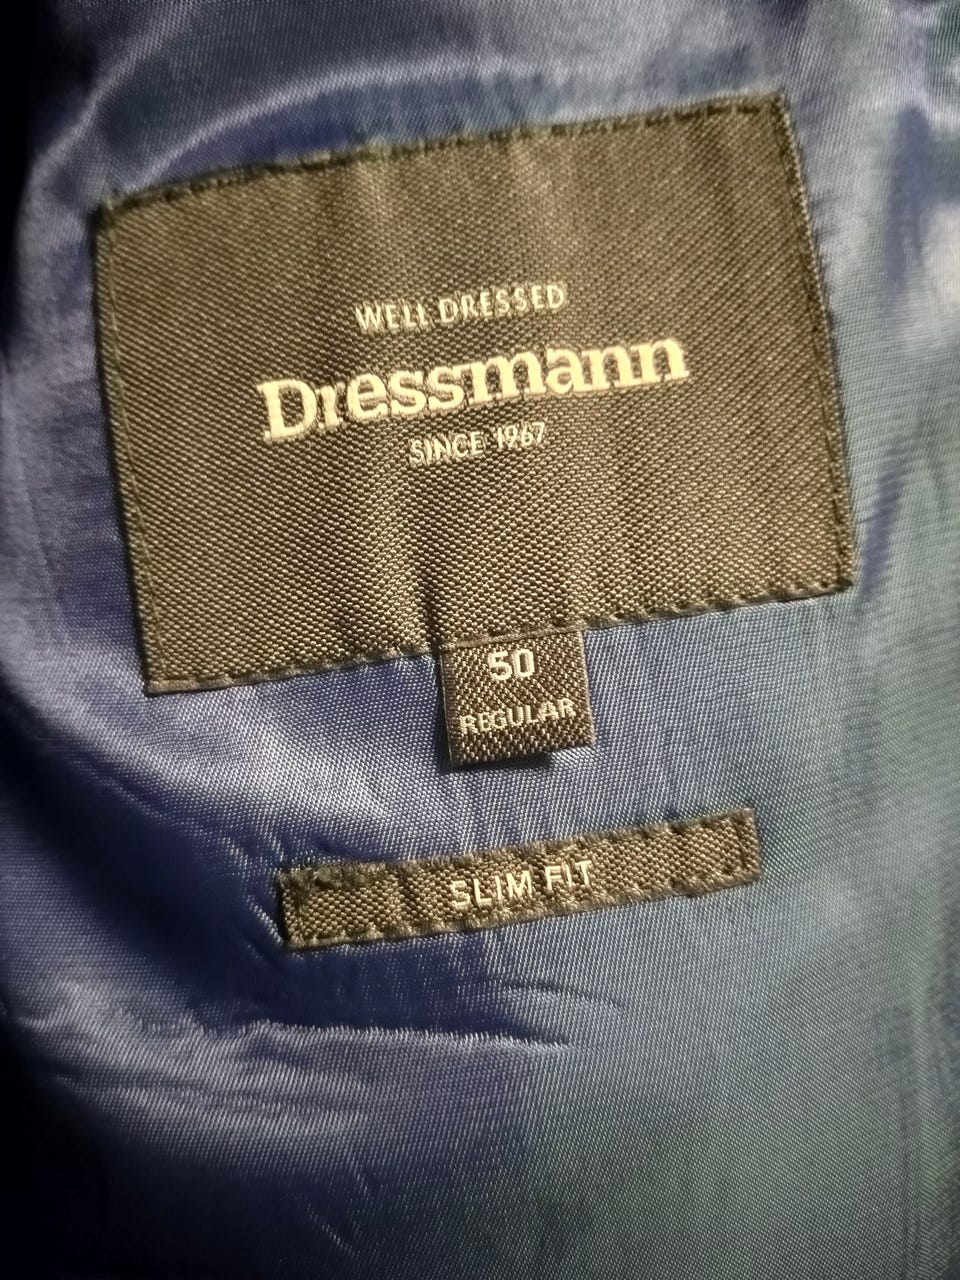 WELL DRESSED
Dressmann
SINCE 1967
50
REGULAR
SLIM FIT